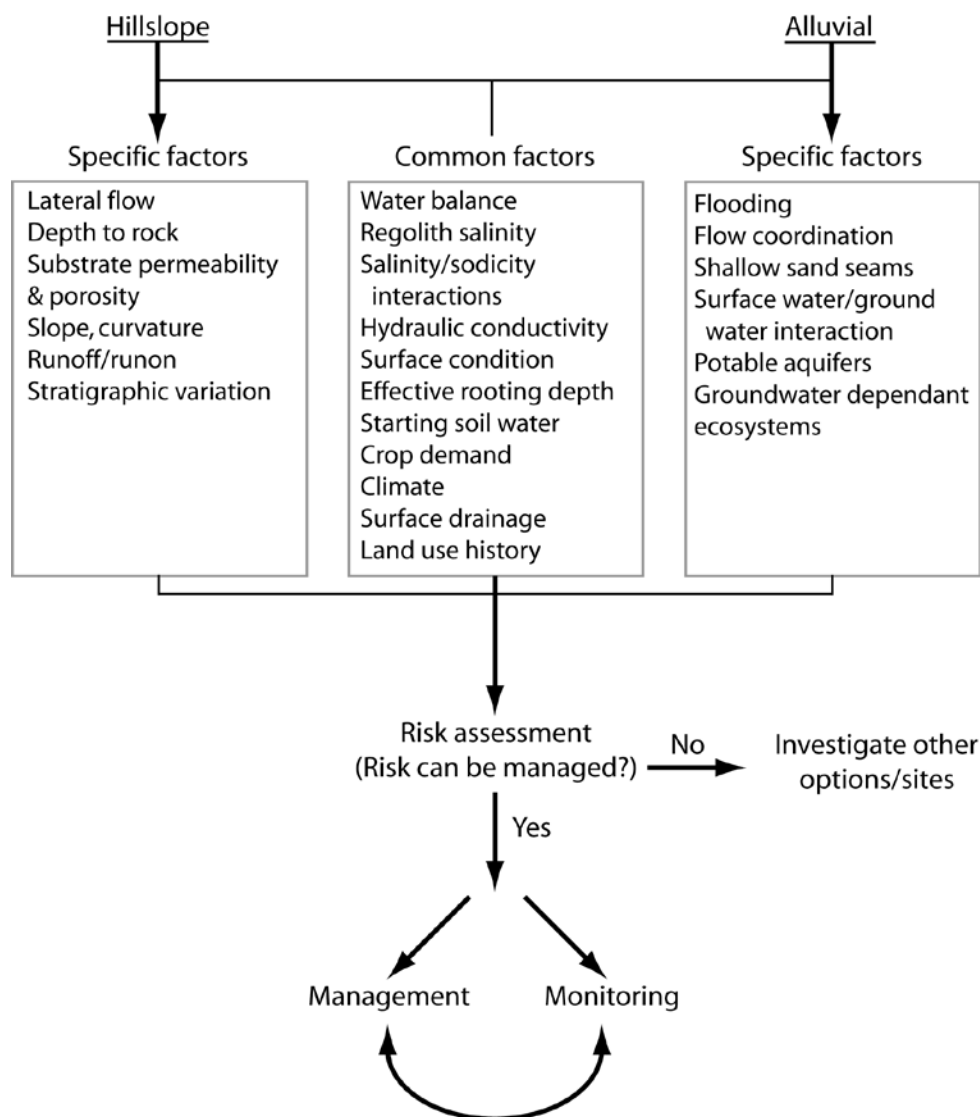 Hillslope
Alluvial
Specific factors
Lateral flow
Depth to rock
Substrate permeability
& porosity
Slope, curvature
Runoff/runon
Stratigraphic variation
Common factors
Water balance
Regolith salinity
Salinity/sodicity
interactions
Hydraulic conductivity
Surface condition
Effective rooting depth
Starting soil water
Crop demand
Climate
Surface drainage
Land use history
Specific factors
Flooding
Flow coordination
Shallow sand seams
Surface water/ground
water interaction
Potable aquifers
Groundwater dependant
ecosystems
Risk assessment
(Risk can be managed?)
No
Investigate other
options/sites
Yes
Management
Monitoring